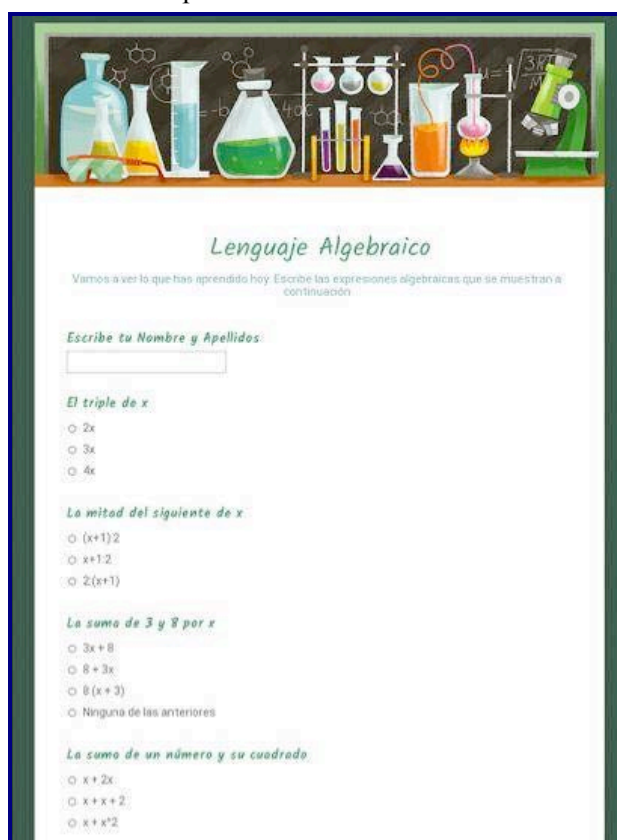 Lenguaje Algebraico
Vamos a ver lo que has aprendido hoy. Escribe las expresiones algebraicas que se muestran a
continuación
Escribe tu Nombre y Apellidos
El triple de x
2x
3x
4x
La mitad del siguiente de x
(x+1):2
x+1:2
2:(x+1)
La suma de 3 y 8 por x
3x + 8
8 + 3x
8 (x + 3)
Ninguna de las anteriores
La suma de un número y su cuadrado
x + 2x
x + x + 2
x + x^2